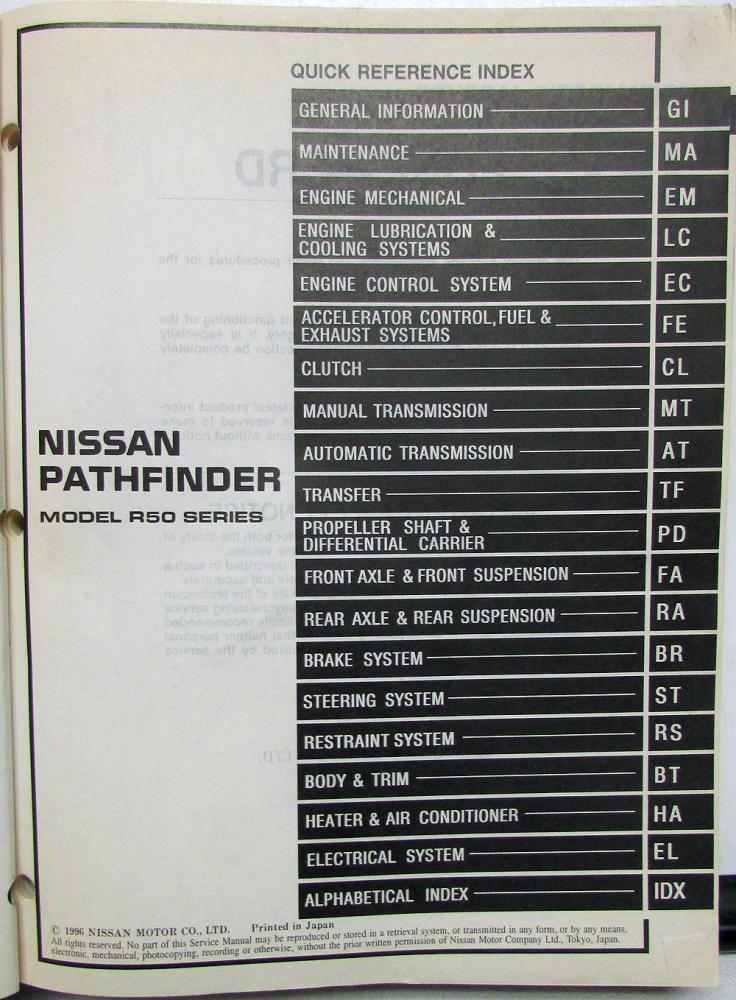 QUICK REFERENCE INDEX
GENERAL INFORMATION GI
MAINTENANCE MA
ENGINE MECHANICAL EM
ENGINE LUBRICATION &
COOLING SYSTEMS LC
ENGINE CONTROL SYSTEM EC
ACCELERATOR CONTROL, FUEL &
EXHAUST SYSTEMS FE
CLUTCH CL
MANUAL TRANSMISSION MT
AUTOMATIC TRANSMISSION AT
TRANSFER TF
PROPELLER SHAFT &
DIFFERENTIAL CARRIER PD
FRONT AXLE & FRONT SUSPENSION FA
REAR AXLE & REAR SUSPENSION RA
BRAKE SYSTEM BR
STEERING SYSTEM ST
RESTRAINT SYSTEM RS
BODY & TRIM BT
HEATER & AIR CONDITIONER HA
ELECTRICAL SYSTEM EL
ALPHABETICAL INDEX IDX
NISSAN
PATHFINDER
MODEL R50 SERIES
© 1996 NISSAN MOTOR CO., LTD. Printed in Japan
All rights reserved. No part of this Service Manual may be reproduced or stored in a retrieval system, or transmitted in any form, or by any means,
electronic, mechanical, photocopying, recording or otherwise, without the prior written permission of Nissan Motor Company Ltd., Tokyo, Japan.